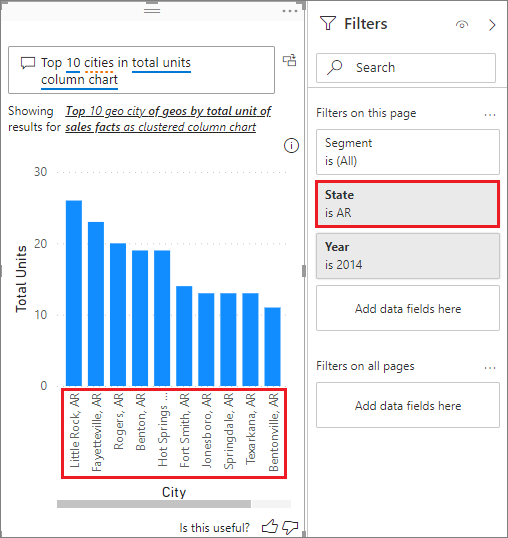 Top 10 cities in total units
column chart
Showing results for
Top 10 geo city of geos by total unit of
sales facts as clustered column chart
Total Units
30
20
10
0
Little Rock, AR
Fayetteville, AR
Rogers, AR
Benton, AR
Hot Springs ...
Fort Smith, AR
Jonesboro, AR
Springdale, AR
Texarkana, AR
Bentonville, AR
City
Is this useful?
Filters
Search
Filters on this page
Segment
is (All)
State
is AR
Year
is 2014
Add data fields here
Filters on all pages
Add data fields here